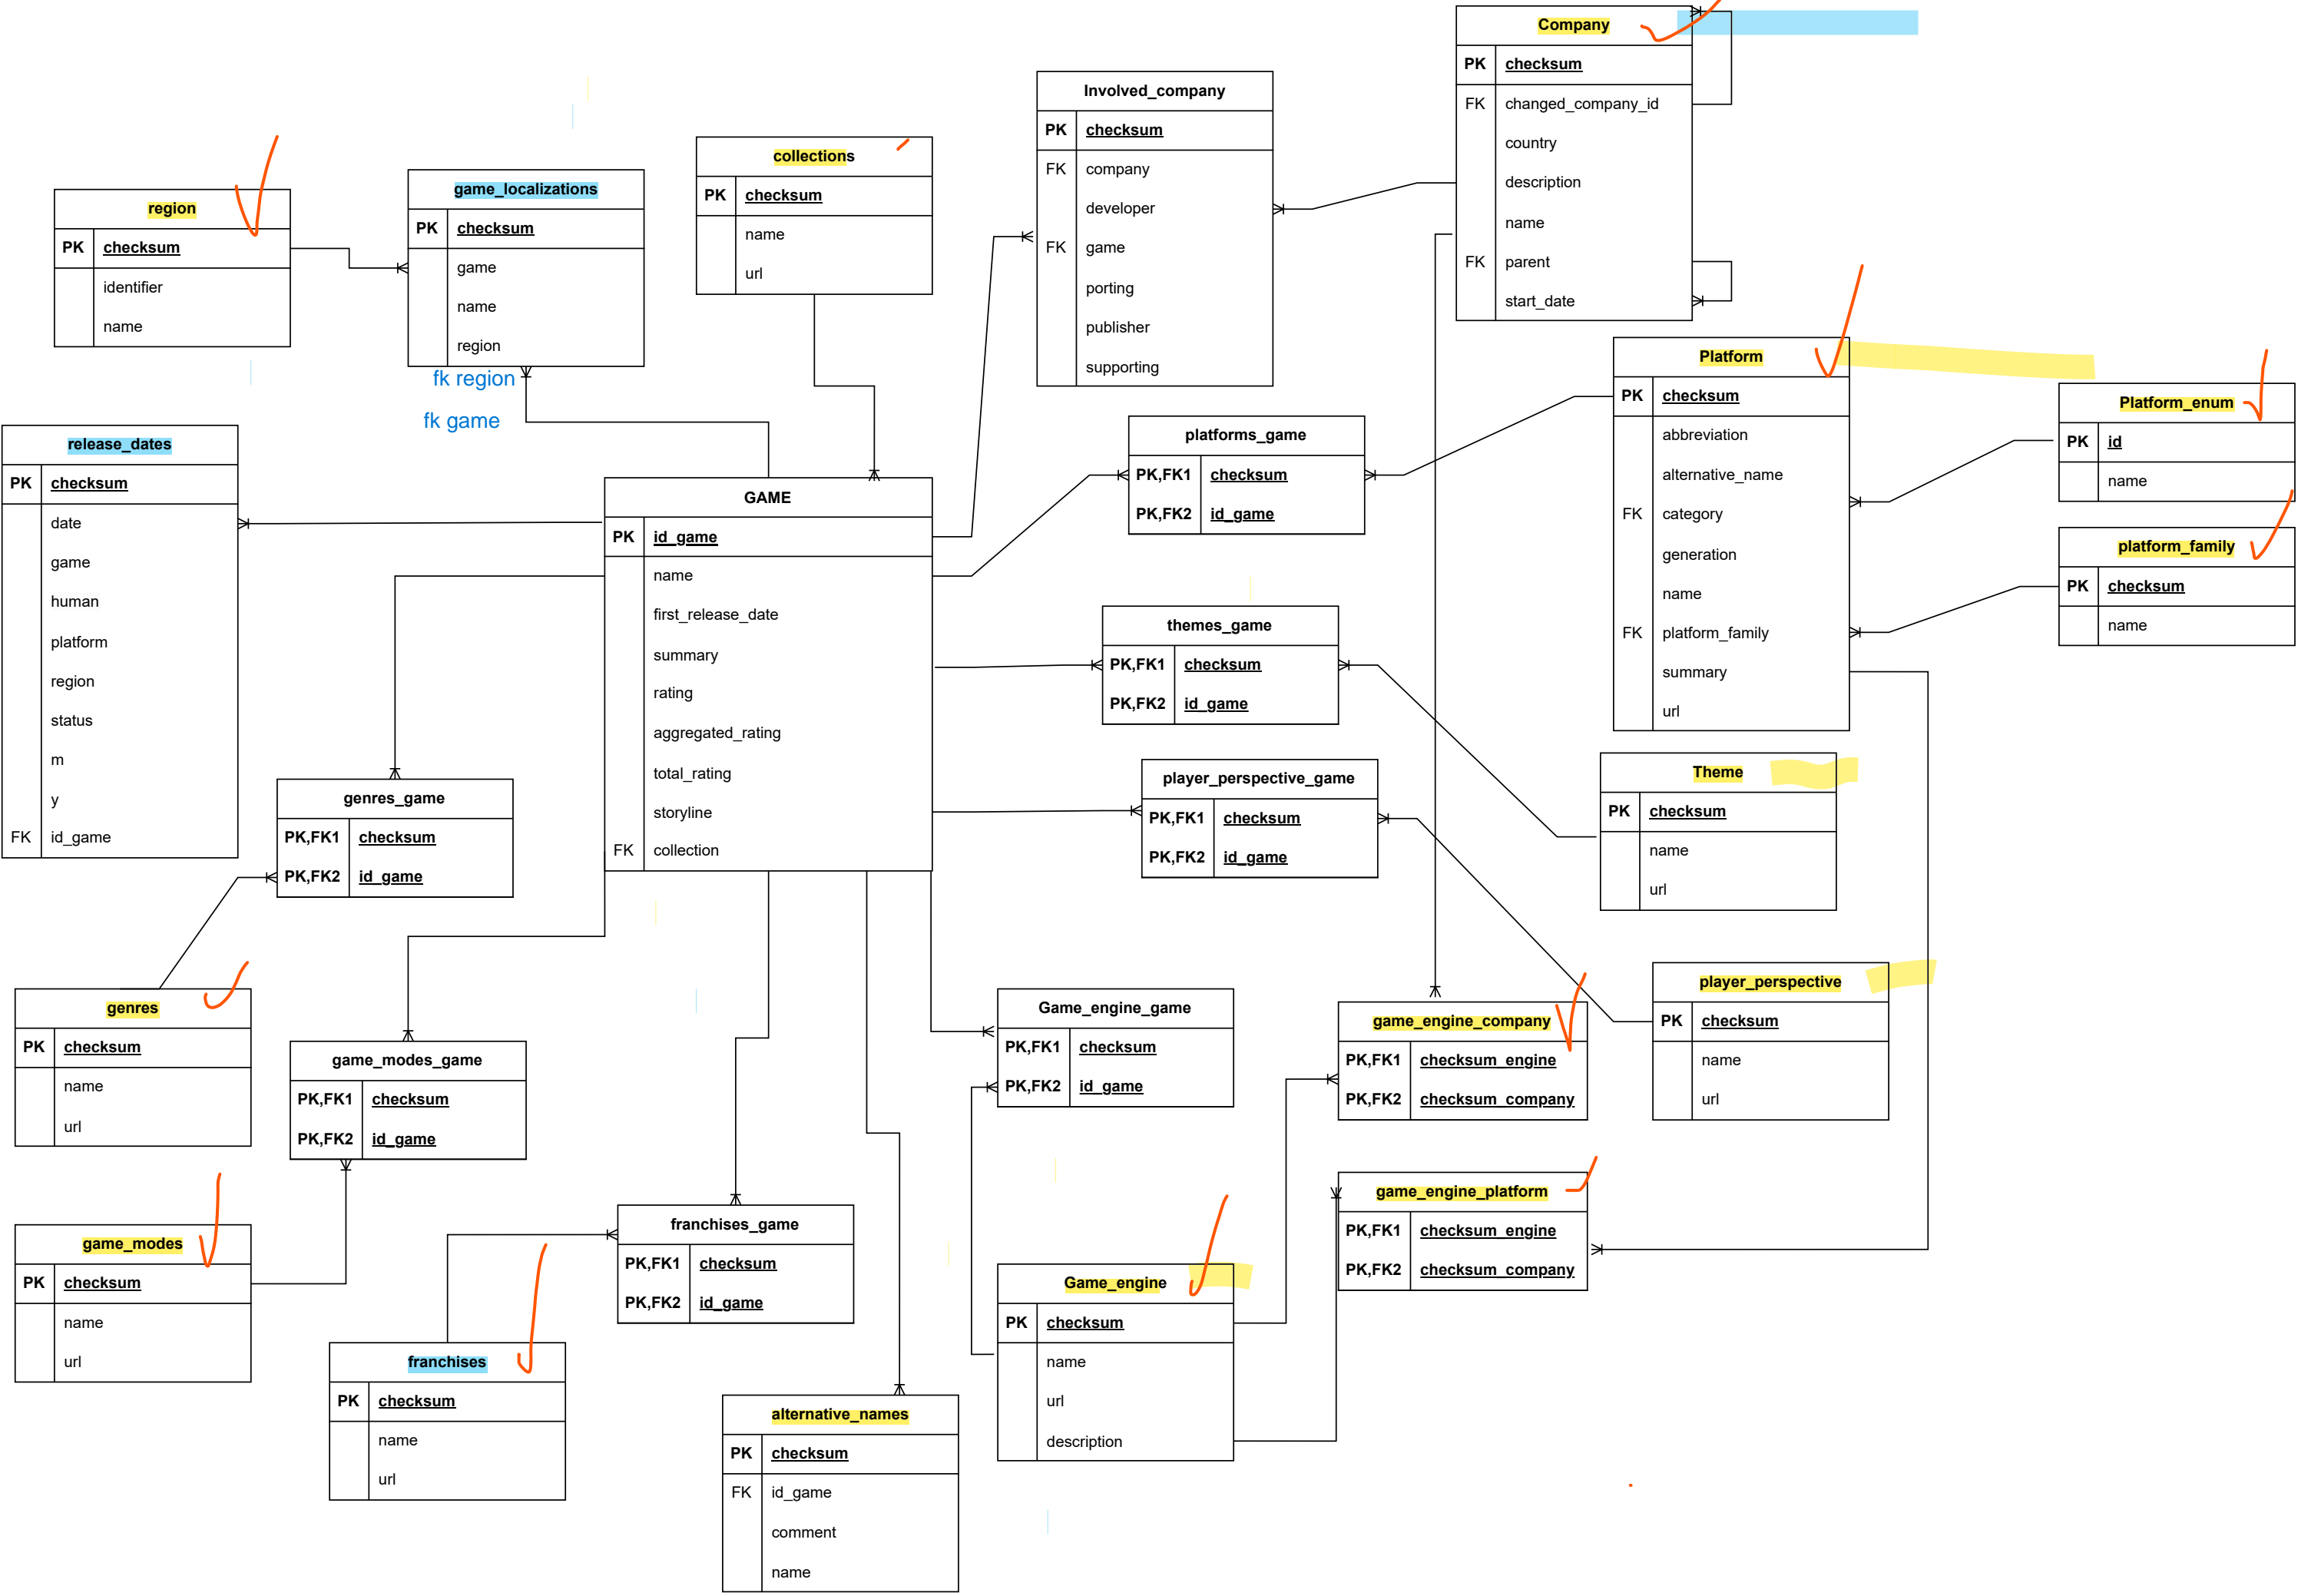 Company
PK checksum
FK changed_company_id
country
description
name
FK parent
start_date
Involved_company
PK checksum
FK company
developer
FK game
porting
publisher
supporting
collections
PK checksum
name
url
game_localizations
PK checksum
game
name
region
fk region
fk game
region
PK checksum
identifier
name
Platform
PK checksum
abbreviation
alternative_name
FK category
generation
name
FK platform_family
summary
url
Platform_enum
PK id
name
platform_family
PK checksum
name
platforms_game
PK,FK1 checksum
PK,FK2 id_game
release_dates
PK checksum
date
game
human
platform
region
status
m
y
FK id_game
GAME
PK id_game
name
first_release_date
summary
rating
aggregated_rating
total_rating
storyline
FK collection
themes_game
PK,FK1 checksum
PK,FK2 id_game
player_perspective_game
PK,FK1 checksum
PK,FK2 id_game
Theme
PK checksum
name
url
genres_game
PK,FK1 checksum
PK,FK2 id_game
player_perspective
PK checksum
name
url
genres
PK checksum
name
url
game_modes_game
PK,FK1 checksum
PK,FK2 id_game
Game_engine_game
PK,FK1 checksum
PK,FK2 id_game
game_engine_company
PK,FK1 checksum_engine
PK,FK2 checksum_company
game_engine_platform
PK,FK1 checksum_engine
PK,FK2 checksum_company
game_modes
PK checksum
name
url
franchises_game
PK,FK1 checksum
PK,FK2 id_game
Game_engine
PK checksum
name
url
description
franchises
PK checksum
name
url
alternative_names
PK checksum
FK id_game
comment
name